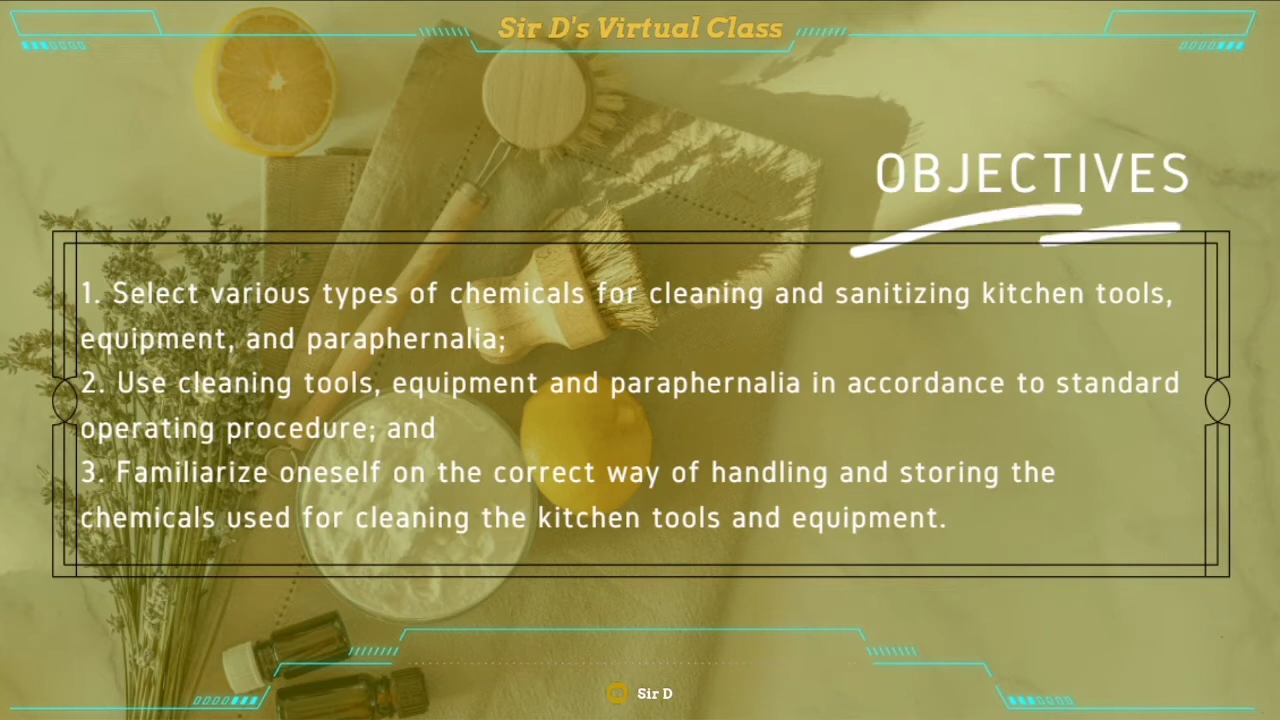 Sir D's Virtual Class
OBJECTIVES
1. Select various types of chemicals for cleaning and sanitizing kitchen tools,
equipment, and paraphernalia;
2. Use cleaning tools, equipment and paraphernalia in accordance to standard
operating procedure; and
3. Familiarize oneself on the correct way of handling and storing the
chemicals used for cleaning the kitchen tools and equipment.
Sir D